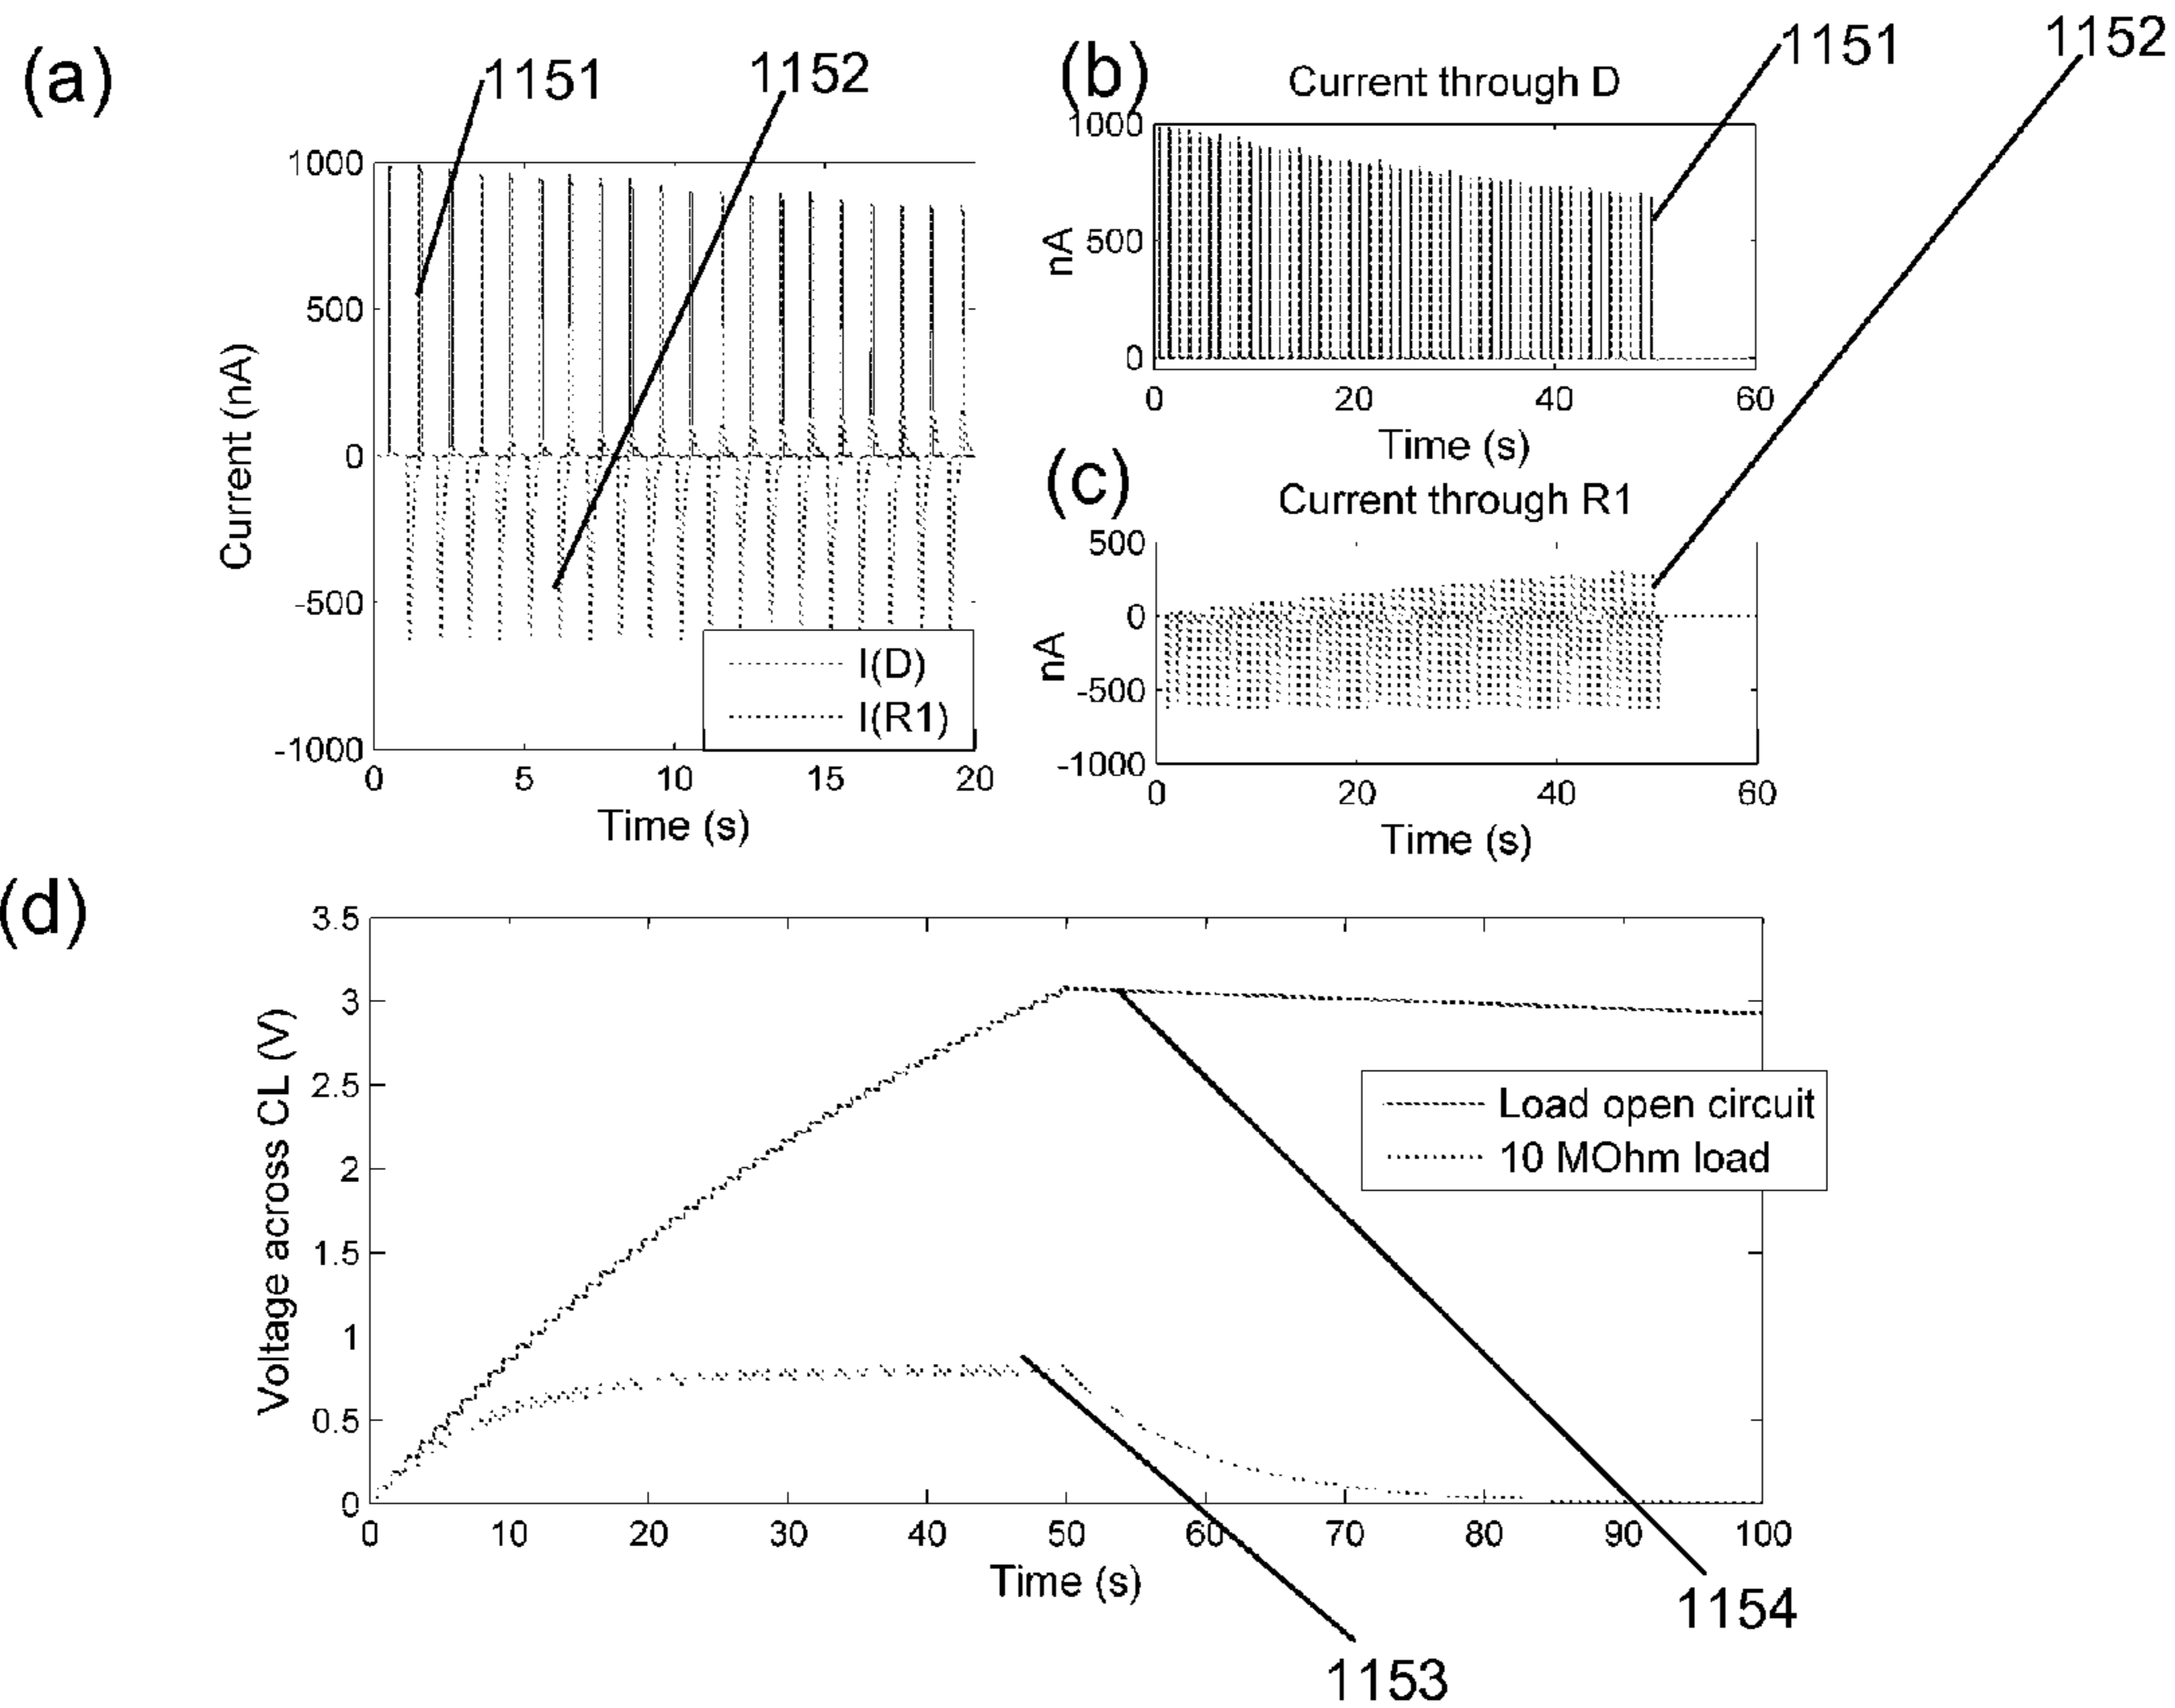 (a)
1151
1152
1000
500
0
-500
-1000
Current (nA)
I(D)
I(R1)
0 5 10 15 20
Time (s)
(b)
1151
1152
Current through D
1000
500
0
nA
0 20 40 60
Time (s)
(c)
Current through R1
500
0
-500
-1000
nA
0 20 40 60
Time (s)
(d)
3.5
3
2.5
2
1.5
1
0.5
0
Voltage across CL (V)
Load open circuit
10 MOhm load
0 10 20 30 40 50 60 70 80 90 100
Time (s)
1154
1153